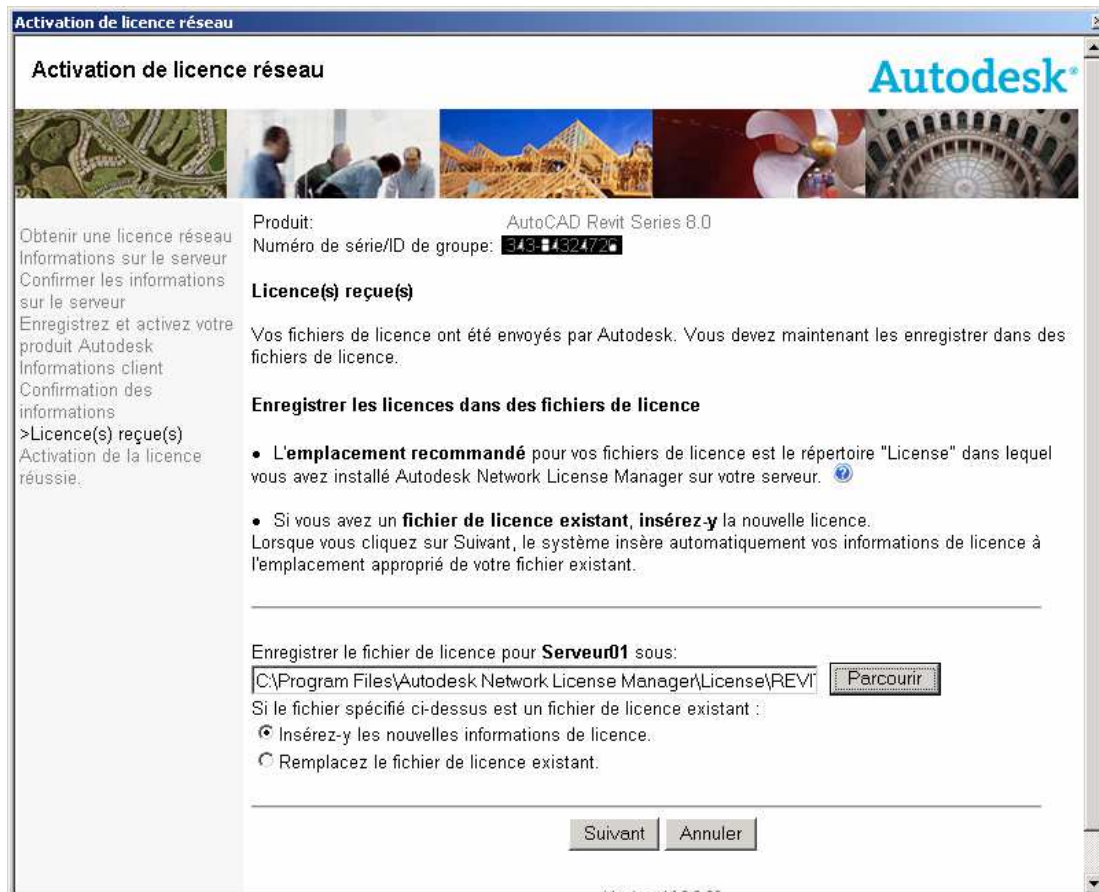 Activation de licence réseau
Activation de licence réseau
Autodesk®
Obtenir une licence réseau
Informations sur le serveur
Confirmer les informations
sur le serveur
Enregistrez et activez votre
produit Autodesk
Informations client
Confirmation des
informations
>Licence(s) reçue(s)
Activation de la licence
réussie.
Produit: AutoCAD Revit Series 8.0
Numéro de série/ID de groupe:
Licence(s) reçue(s)
Vos fichiers de licence ont été envoyés par Autodesk. Vous devez maintenant les enregistrer dans des
fichiers de licence.
Enregistrer les licences dans des fichiers de licence
• L'emplacement recommandé pour vos fichiers de licence est le répertoire "License" dans lequel
vous avez installé Autodesk Network License Manager sur votre serveur.
• Si vous avez un fichier de licence existant, insérez-y la nouvelle licence.
Lorsque vous cliquez sur Suivant, le système insère automatiquement vos informations de licence à
l'emplacement approprié de votre fichier existant.
Enregistrer le fichier de licence pour Serveur01 sous:
C:\Program Files\Autodesk Network License Manager\License\REVI
Parcourir
Si le fichier spécifié ci-dessus est un fichier de licence existant :
Insérez-y les nouvelles informations de licence.
Remplacez le fichier de licence existant.
Suivant Annuler